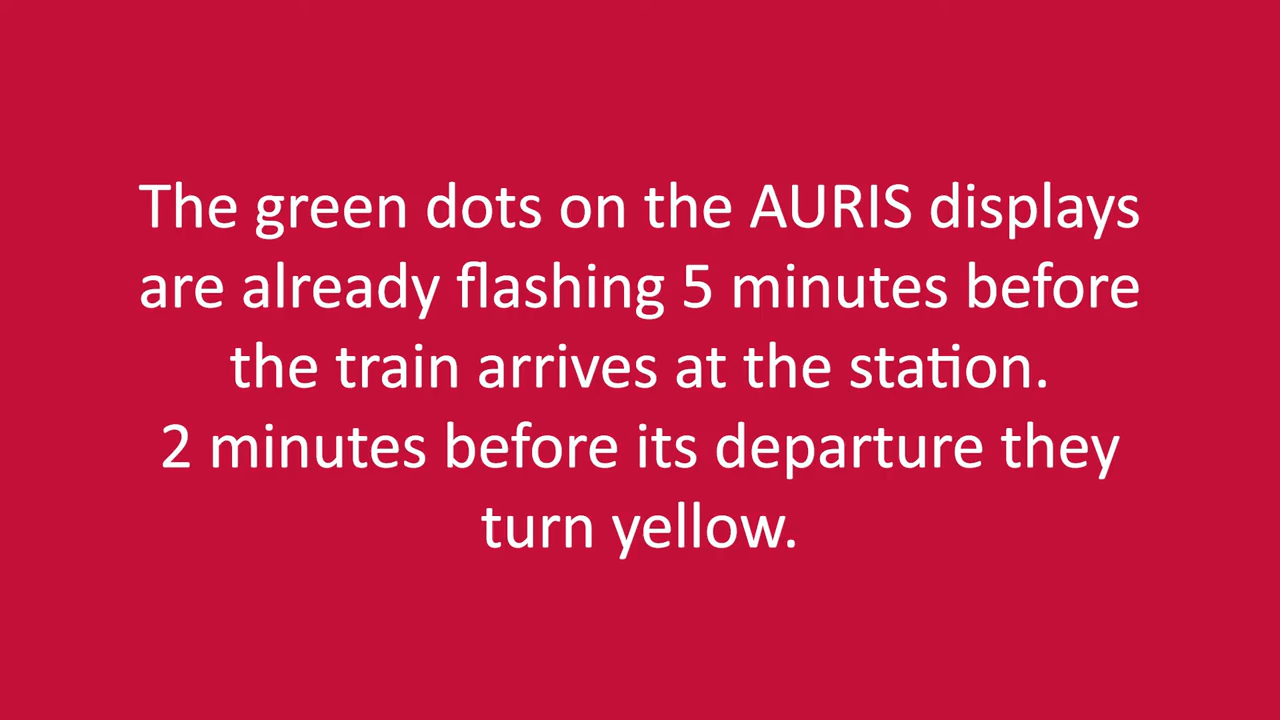 The green dots on the AURIS displays
are already flashing 5 minutes before
the train arrives at the station.
2 minutes before its departure they
turn yellow.